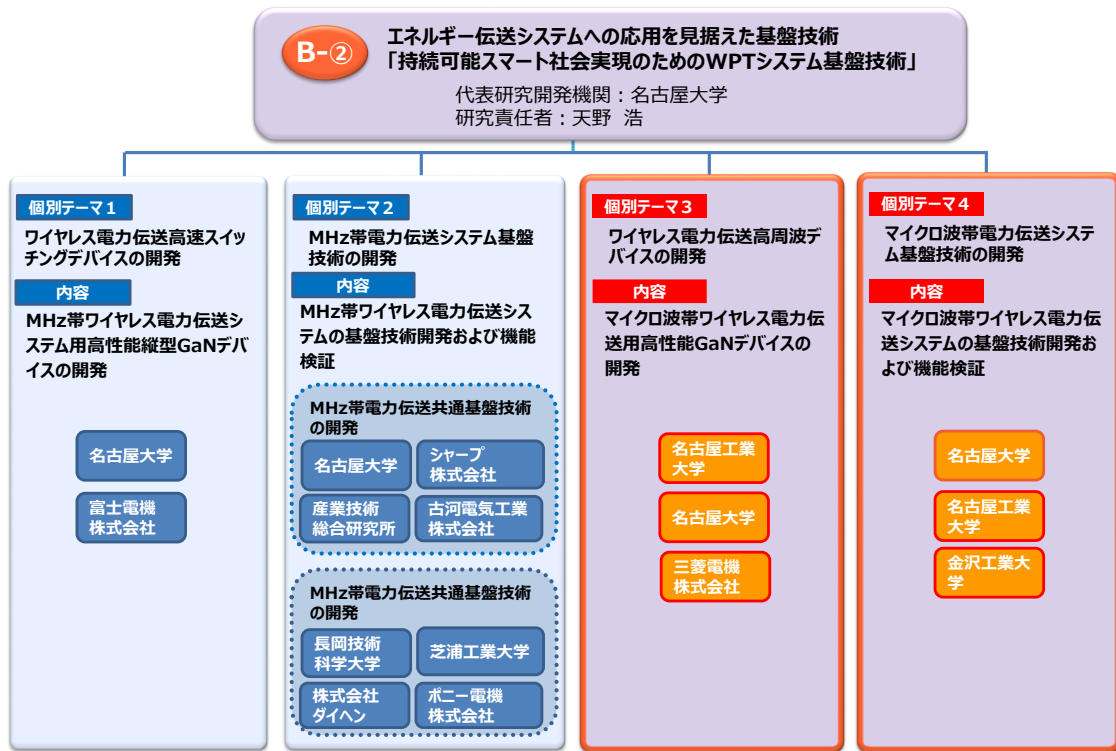 B-②
エネルギー伝送システムへの応用を見据えた基盤技術
「持続可能スマート社会実現のためのWPTシステム基盤技術」
代表研究開発機関：名古屋大学
研究責任者：天野 浩
個別テーマ１
ワイヤレス電力伝送高速スイッ
チングデバイスの開発
内容
MHz帯ワイヤレス電力伝送シ
ステム用高性能縦型GaNデバ
イスの開発
名古屋大学
富士電機
株式会社
個別テーマ２
MHz帯電力伝送システム基盤
技術の開発
内容
MHz帯ワイヤレス電力伝送シス
テムの基盤技術開発および機能
検証
MHz帯電力伝送共通基盤技術
の開発
名古屋大学
シャープ
株式会社
産業技術
総合研究所
古河電気工業
株式会社
MHz帯電力伝送共通基盤技術
の開発
長岡技術
科学大学
芝浦工業大学
株式会社
ダイヘン
ポニー電機
株式会社
個別テーマ３
ワイヤレス電力伝送高周波デ
バイスの開発
内容
マイクロ波帯ワイヤレス電力伝
送用高性能GaNデバイスの
開発
名古屋工業
大学
名古屋大学
三菱電機
株式会社
個別テーマ４
マイクロ波帯電力伝送システ
ム基盤技術の開発
内容
マイクロ波帯ワイヤレス電力伝
送システムの基盤技術開発お
よび機能検証
名古屋大学
名古屋工業
大学
金沢工業大
学